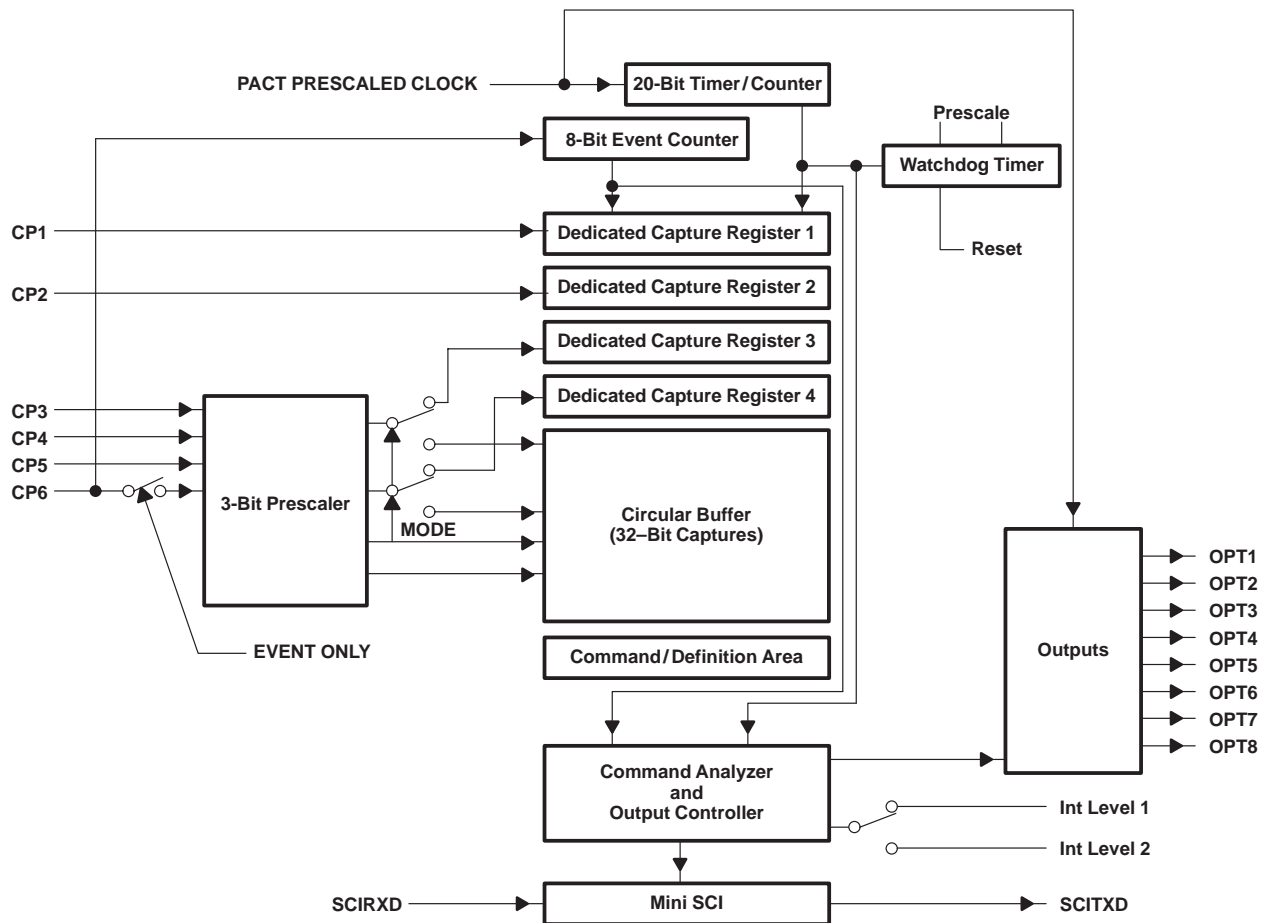 PACT PRESCALED CLOCK
20-Bit Timer/Counter
8-Bit Event Counter
Prescale
Watchdog Timer
Reset
CP1
Dedicated Capture Register 1
CP2
Dedicated Capture Register 2
Dedicated Capture Register 3
Dedicated Capture Register 4
CP3
CP4
CP5
CP6
3-Bit Prescaler
MODE
Circular Buffer
(32–Bit Captures)
EVENT ONLY
Command/Definition Area
Outputs
OPT1
OPT2
OPT3
OPT4
OPT5
OPT6
OPT7
OPT8
Command Analyzer
and
Output Controller
Int Level 1
Int Level 2
SCIRXD
Mini SCI
SCITXD